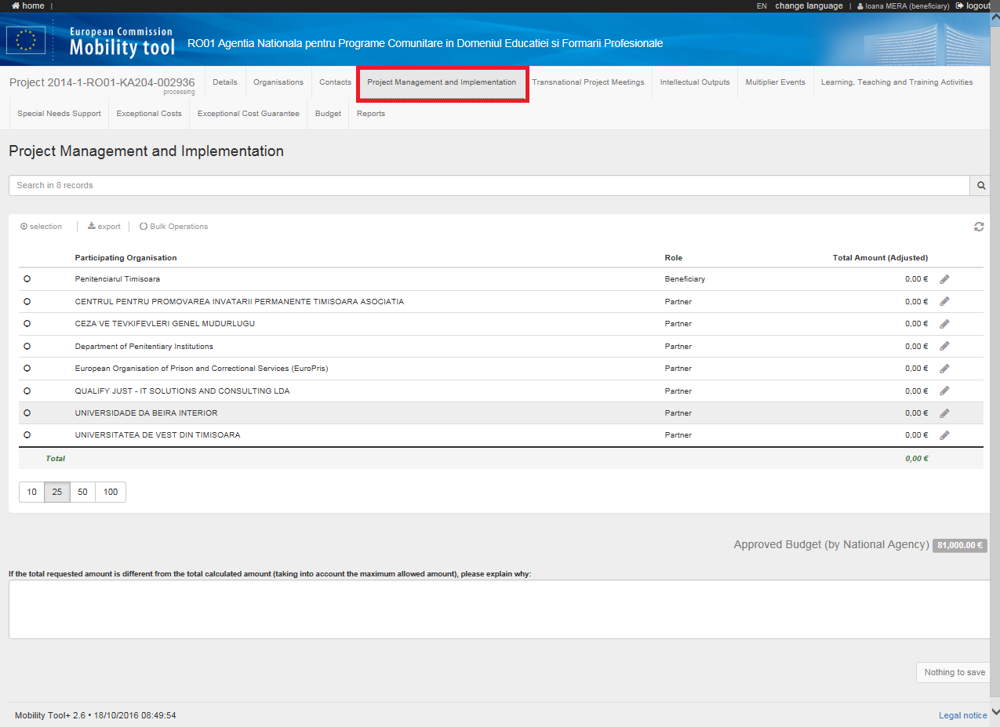 home | EN change language | Ioana MERA (beneficiary) logout
European Commission
Mobility tool
RO01 Agentia Nationala pentru Programe Comunitare in Domeniul Educatiei si Formarii Profesionale
Project 2014-1-RO01-KA204-002936 Details Organisations Contacts Project Management and Implementation Transnational Project Meetings Intellectual Outputs Multiplier Events Learning, Teaching and Training Activities
processing
Special Needs Support Exceptional Costs Exceptional Cost Guarantee Budget Reports
Project Management and Implementation
Search in 8 records
selection export Bulk Operations
Participating Organisation Role Total Amount (Adjusted)
Penitenciarul Timisoara Beneficiary 0,00 €
CENTRUL PENTRU PROMOVAREA INVATARII PERMANENTE TIMISOARA ASOCIATIA Partner 0,00 €
CEZA VE TEVKIFEVLERI GENEL MUDURLUGU Partner 0,00 €
Department of Penitentiary Institutions Partner 0,00 €
European Organisation of Prison and Correctional Services (EuroPris) Partner 0,00 €
QUALIFY JUST - IT SOLUTIONS AND CONSULTING LDA Partner 0,00 €
UNIVERSIDADE DA BEIRA INTERIOR Partner 0,00 €
UNIVERSITATEA DE VEST DIN TIMISOARA Partner 0,00 €
Total 0,00 €
10 25 50 100
Approved Budget (by National Agency) 81,000.00 €
If the total requested amount is different from the total calculated amount (taking into account the maximum allowed amount), please explain why:
Nothing to save
Mobility Tool+ 2.6 • 18/10/2016 08:49:54 Legal notice